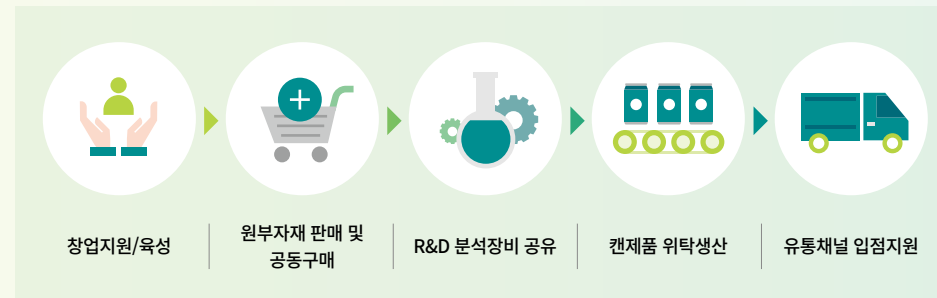 창업지원/육성
원부자재 판매 및
공동구매
R&D 분석장비 공유
캔제품 위탁생산
유통채널 입점지원